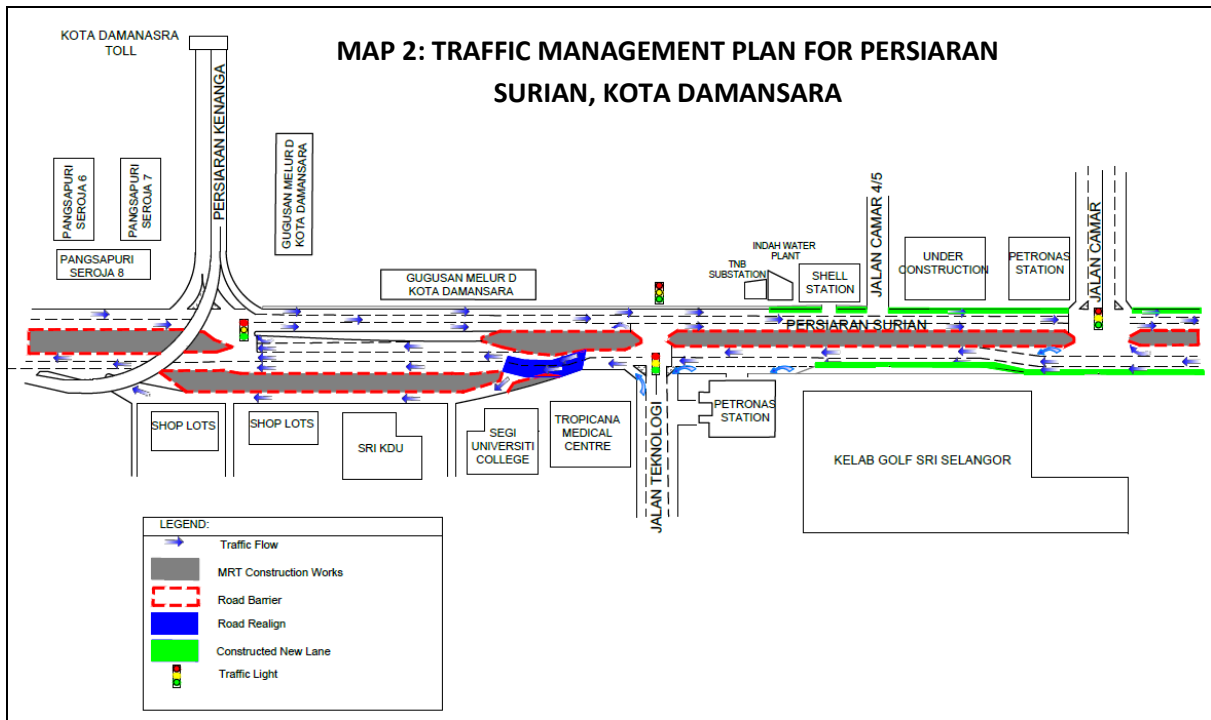 KOTA DAMANASRA
TOLL
MAP 2: TRAFFIC MANAGEMENT PLAN FOR PERSIARAN
SURIAN, KOTA DAMANSARA
PERSIARAN KENANGA
PANGSAPURI
SEROJA 6
PANGSAPURI
SEROJA 7
PANGSAPURI
SEROJA 8
GUGUSAN MELUR D
KOTA DAMANSARA
GUGUSAN MELUR D
KOTA DAMANSARA
TNB
SUBSTATION
INDAH WATER
PLANT
SHELL
STATION
JALAN CAMAR 4/5
UNDER
CONSTRUCTION
PETRONAS
STATION
JALAN CAMAR
PERSIARAN SURIAN
SHOP LOTS
SHOP LOTS
SRI KDU
SEGI
UNIVERSITI
COLLEGE
TROPICANA
MEDICAL
CENTRE
JALAN TEKNOLOGI
PETRONAS
STATION
KELAB GOLF SRI SELANGOR
LEGEND:
Traffic Flow
MRT Construction Works
Road Barrier
Road Realign
Constructed New Lane
Traffic Light